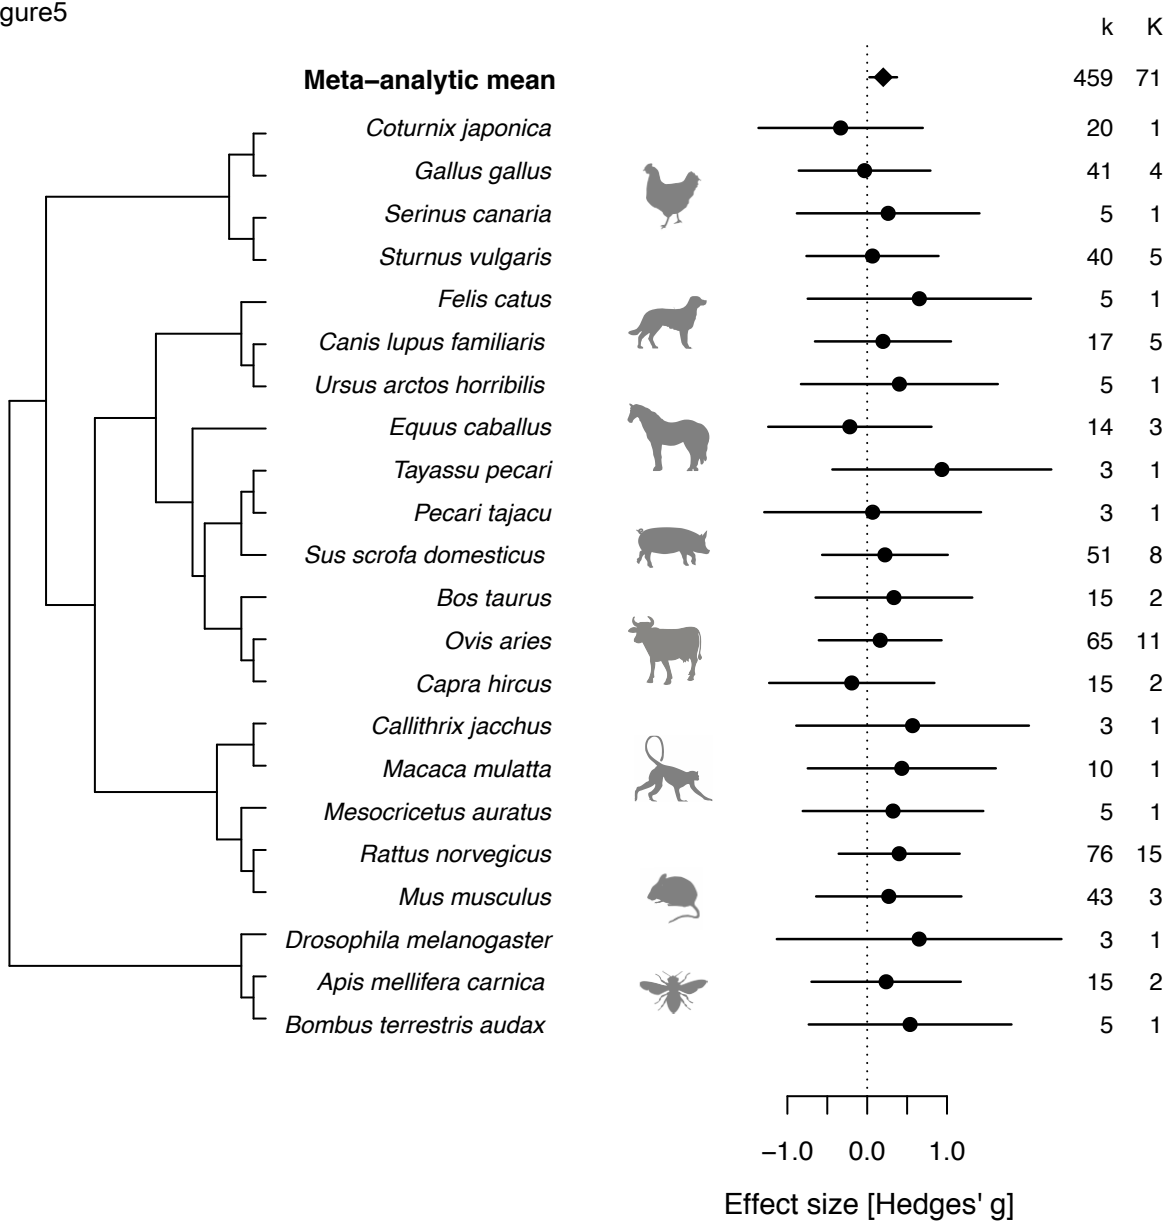 gure5
k K
Meta–analytic mean 459 71
Coturnix japonica 20 1
Gallus gallus 41 4
Serinus canaria 5 1
Sturnus vulgaris 40 5
Felis catus 5 1
Canis lupus familiaris 17 5
Ursus arctos horribilis 5 1
Equus caballus 14 3
Tayassu pecari 3 1
Pecari tajacu 3 1
Sus scrofa domesticus 51 8
Bos taurus 15 2
Ovis aries 65 11
Capra hircus 15 2
Callithrix jacchus 3 1
Macaca mulatta 10 1
Mesocricetus auratus 5 1
Rattus norvegicus 76 15
Mus musculus 43 3
Drosophila melanogaster 3 1
Apis mellifera carnica 15 2
Bombus terrestris audax 5 1
−1.0 0.0 1.0
Effect size [Hedges' g]